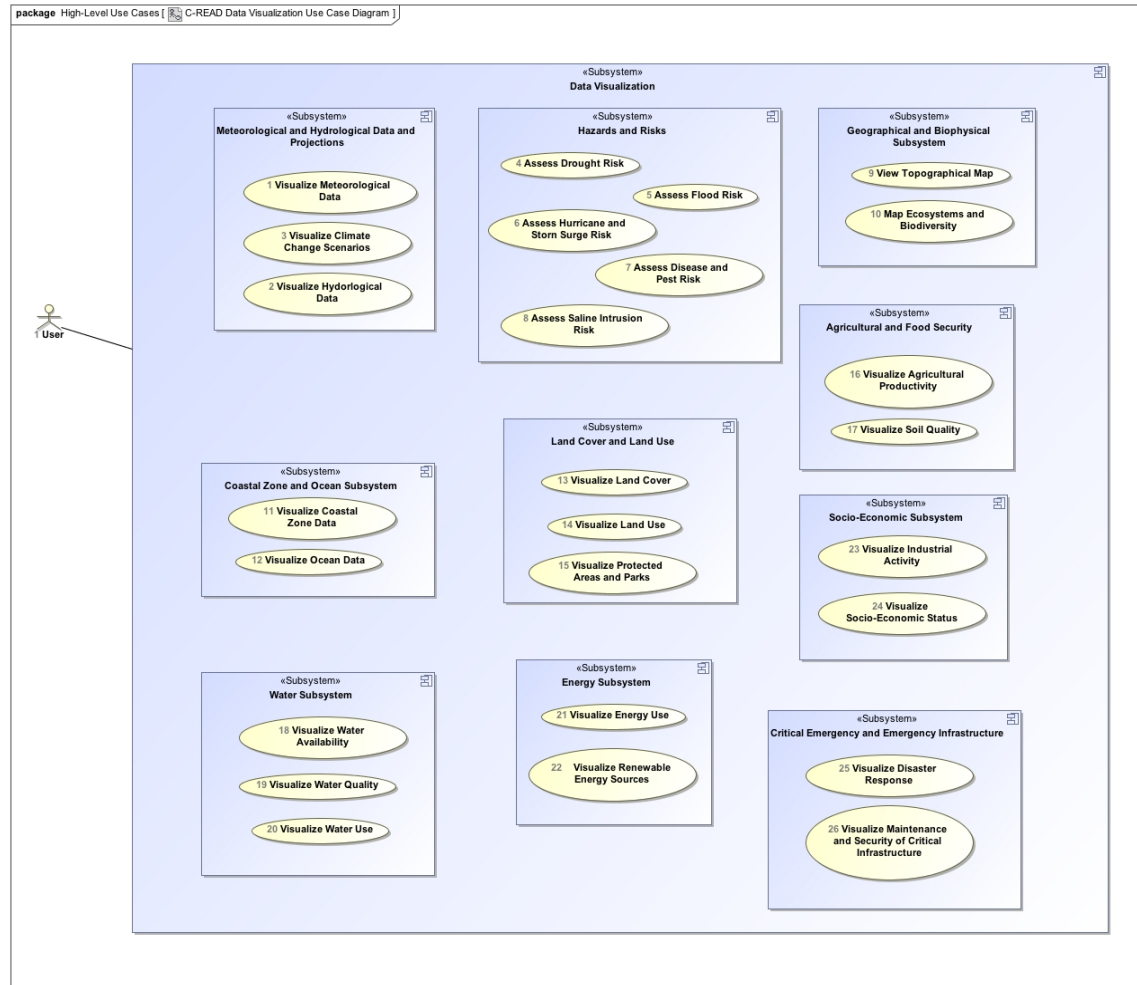 package High-Level Use Cases [ C-READ Data Visualization Use Case Diagram ]
«Subsystem»
Data Visualization
«Subsystem»
Meteorological and Hydrological Data and
Projections
1 Visualize Meteorological
Data
3 Visualize Climate
Change Scenarios
2 Visualize Hydorlogical
Data
«Subsystem»
Hazards and Risks
4 Assess Drought Risk
5 Assess Flood Risk
6 Assess Hurricane and
Storn Surge Risk
7 Assess Disease and
Pest Risk
8 Assess Saline Intrusion
Risk
«Subsystem»
Geographical and Biophysical
Subsystem
9 View Topographical Map
10 Map Ecosystems and
Biodiversity
1 User
«Subsystem»
Agricultural and Food Security
16 Visualize Agricultural
Productivity
17 Visualize Soil Quality
«Subsystem»
Coastal Zone and Ocean Subsystem
11 Visualize Coastal
Zone Data
12 Visualize Ocean Data
«Subsystem»
Land Cover and Land Use
13 Visualize Land Cover
14 Visualize Land Use
15 Visualize Protected
Areas and Parks
«Subsystem»
Socio-Economic Subsystem
23 Visualize Industrial
Activity
24 Visualize
Socio-Economic Status
«Subsystem»
Water Subsystem
18 Visualize Water
Availability
19 Visualize Water Quality
20 Visualize Water Use
«Subsystem»
Energy Subsystem
21 Visualize Energy Use
22 Visualize Renewable
Energy Sources
«Subsystem»
Critical Emergency and Emergency Infrastructure
25 Visualize Disaster
Response
26 Visualize Maintenance
and Security of Critical
Infrastructure